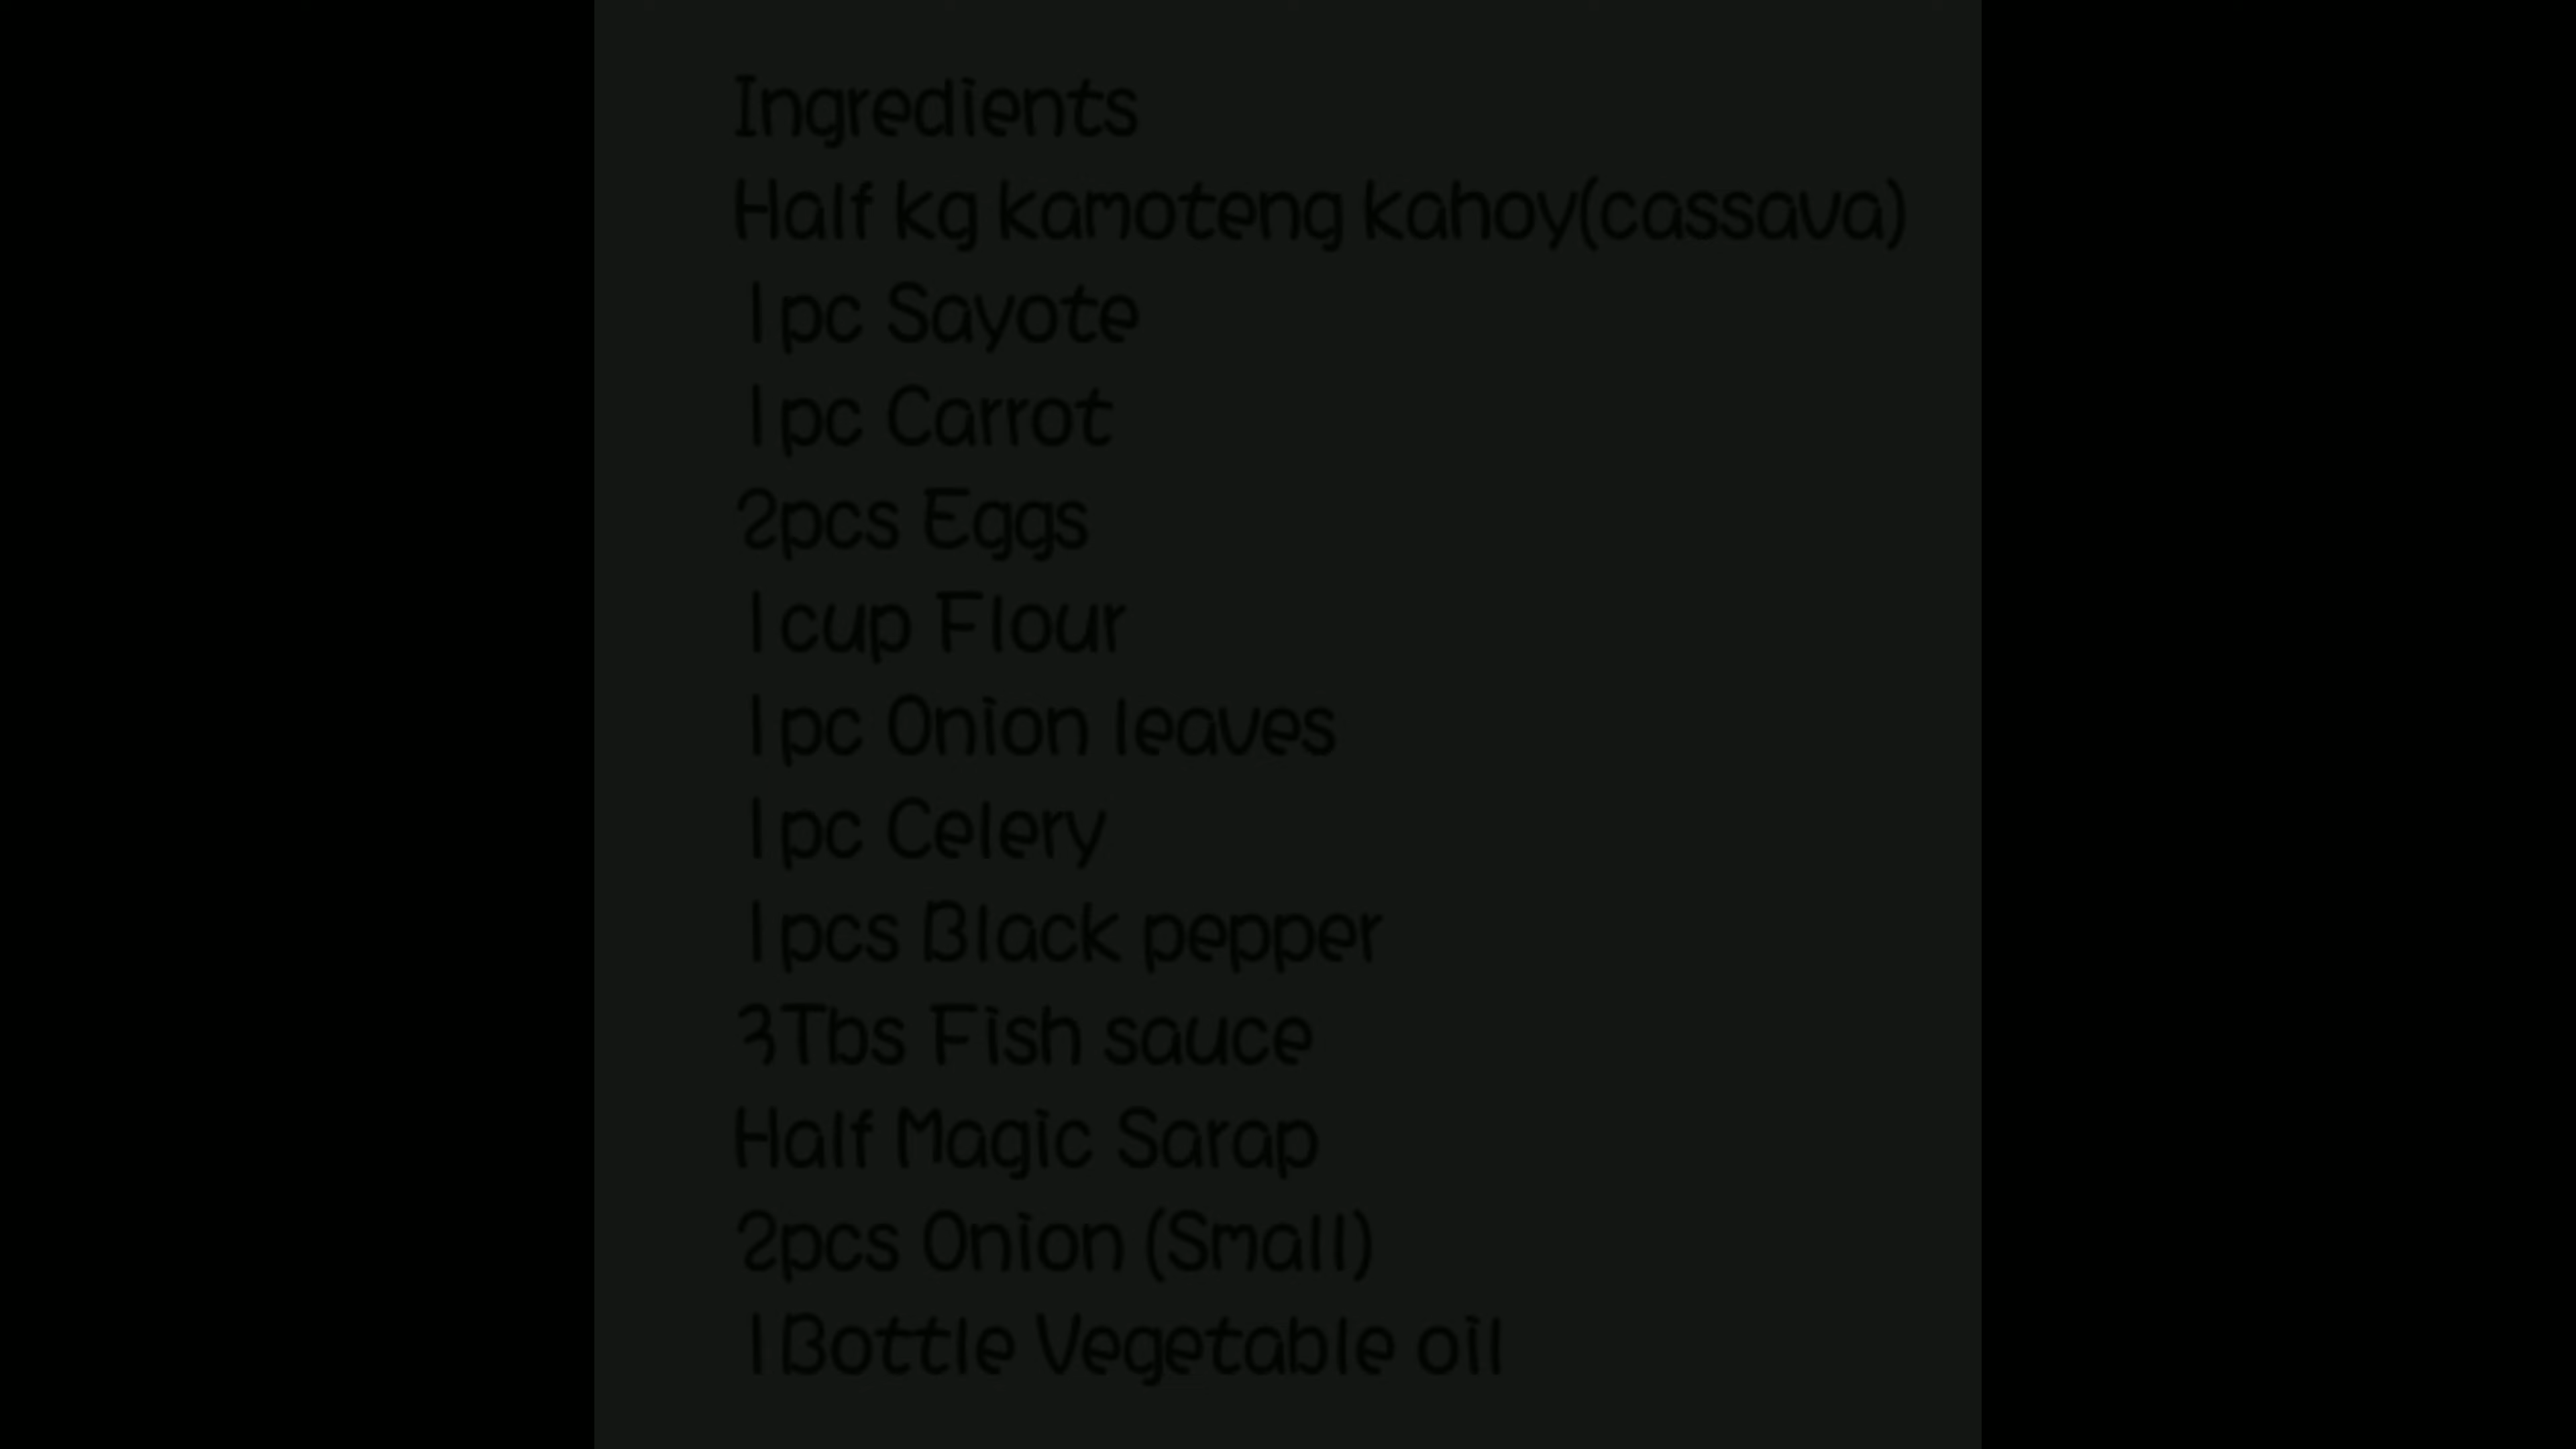 Ingredients
Half kg kamoteng kahoy(cassava)
1pc Sayote
1pc Carrot
2pcs Eggs
1cup Flour
1pc Onion leaves
1pc Celery
1pcs Black pepper
3Tbs Fish sauce
Half Magic Sarap
2pcs Onion (Small)
1Bottle Vegetable oil